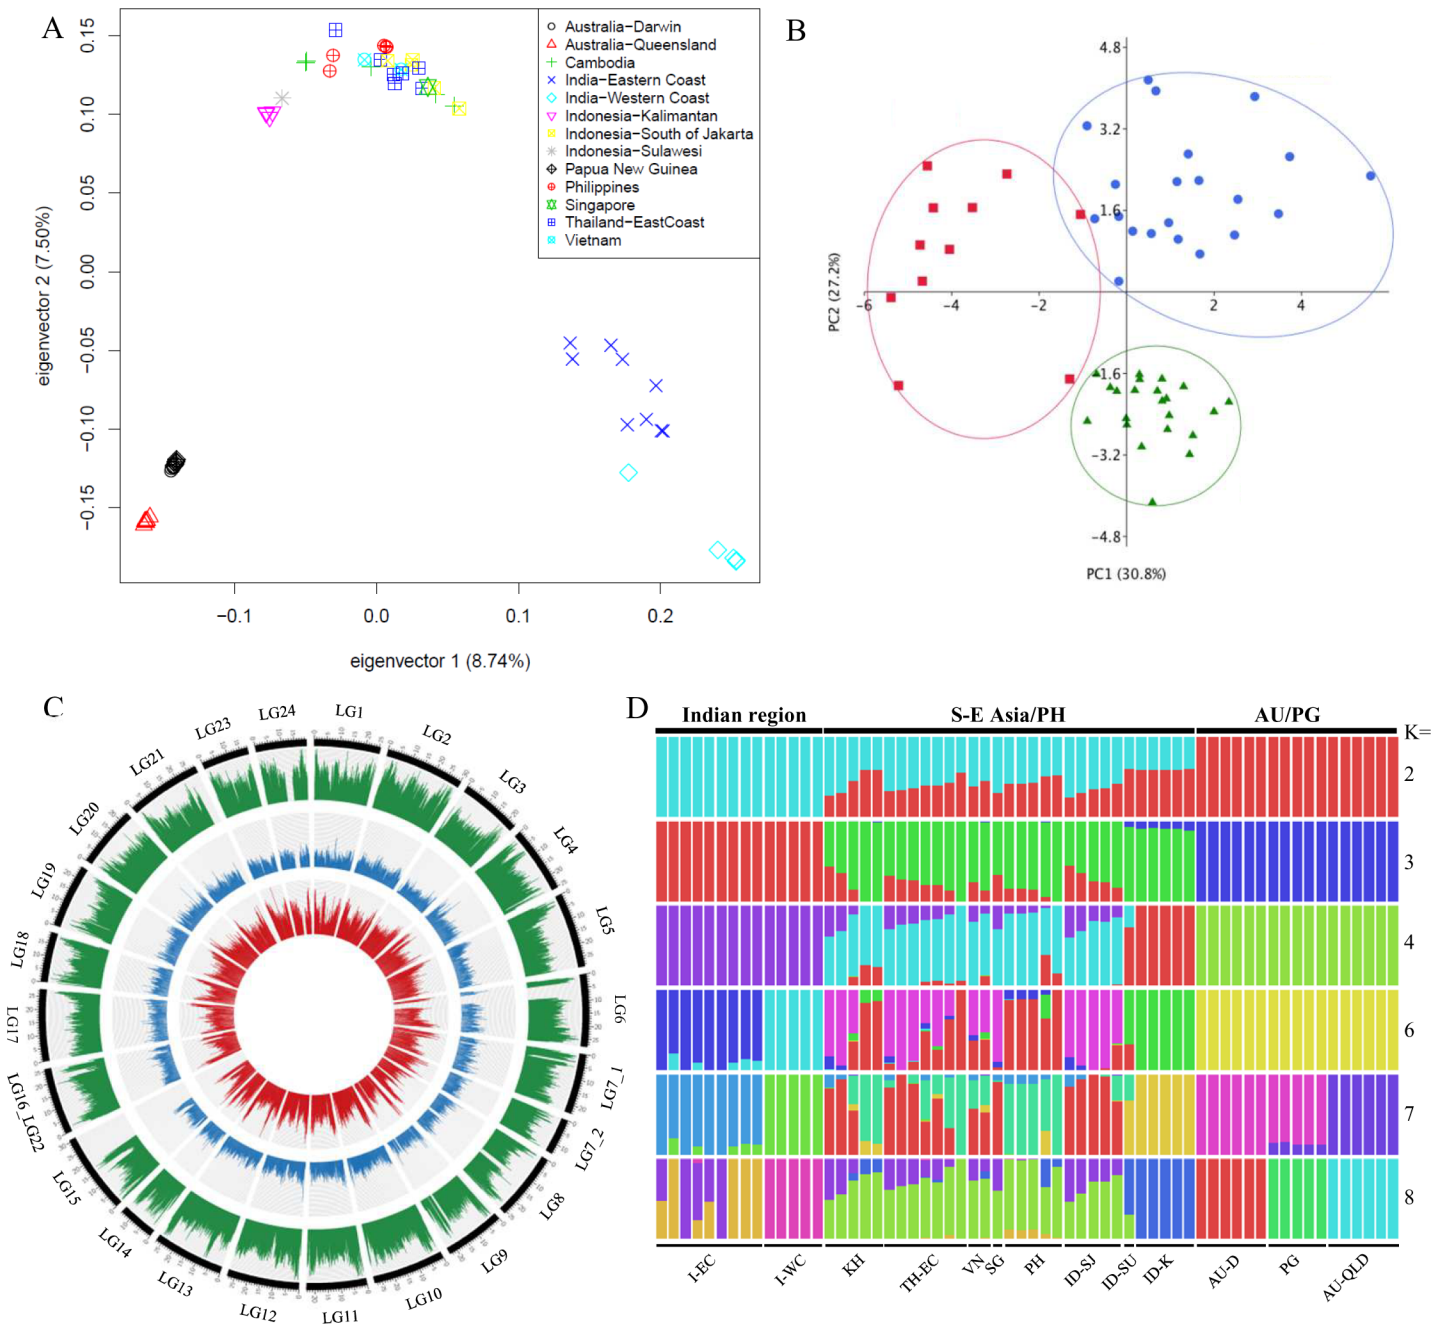 A
0.15
0.10
0.05
0.00
−0.05
−0.10
−0.15
eigenvector 2 (7.50%)
−0.1
0.0
0.1
0.2
eigenvector 1 (8.74%)
Australia−Darwin
Australia−Queensland
Cambodia
India−Eastern Coast
India−Western Coast
Indonesia−Kalimantan
Indonesia−South of Jakarta
Indonesia−Sulawesi
Papua New Guinea
Philippines
Singapore
Thailand−EastCoast
Vietnam
B
4.8
3.2
1.6
-1.6
-3.2
-4.8
-6
-4
-2
2
4
PC2 (27.2%)
PC1 (30.8%)
C
LG1
LG2
LG3
LG4
LG5
LG6
LG7_1
LG7_2
LG8
LG9
LG10
LG11
LG12
LG13
LG14
LG15
LG16_LG22
LG17
LG18
LG19
LG20
LG21
LG23
LG24
D
Indian region
S-E Asia/PH
AU/PG
K=
2
3
4
6
7
8
I-EC
I-WC
KH
TH-EC
VN
SG
PH
ID-SJ
ID-SU
ID-K
AU-D
PG
AU-QLD